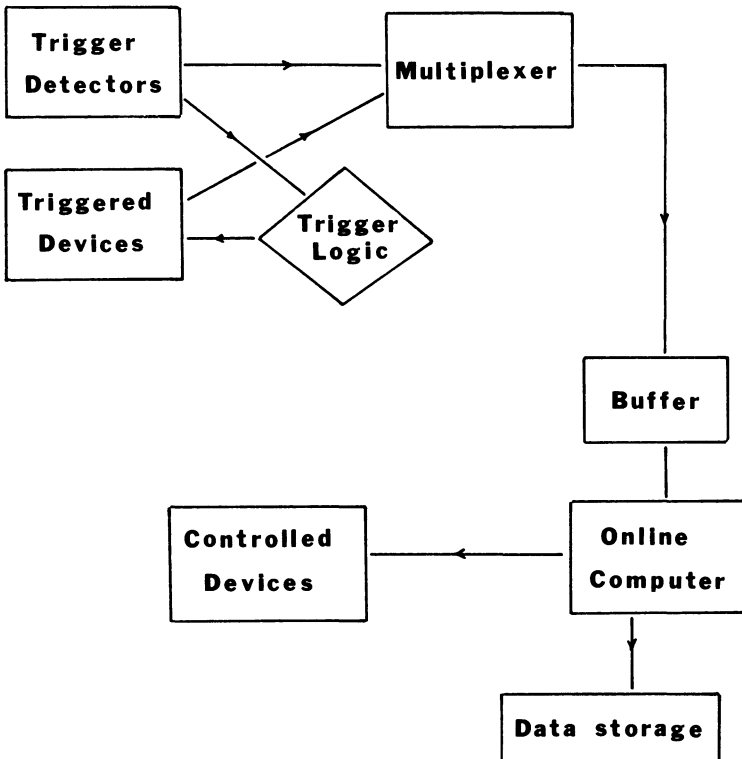 Trigger
Detectors
Multiplexer
Triggered
Devices
Trigger
Logic
Buffer
Controlled
Devices
Online
Computer
Data storage